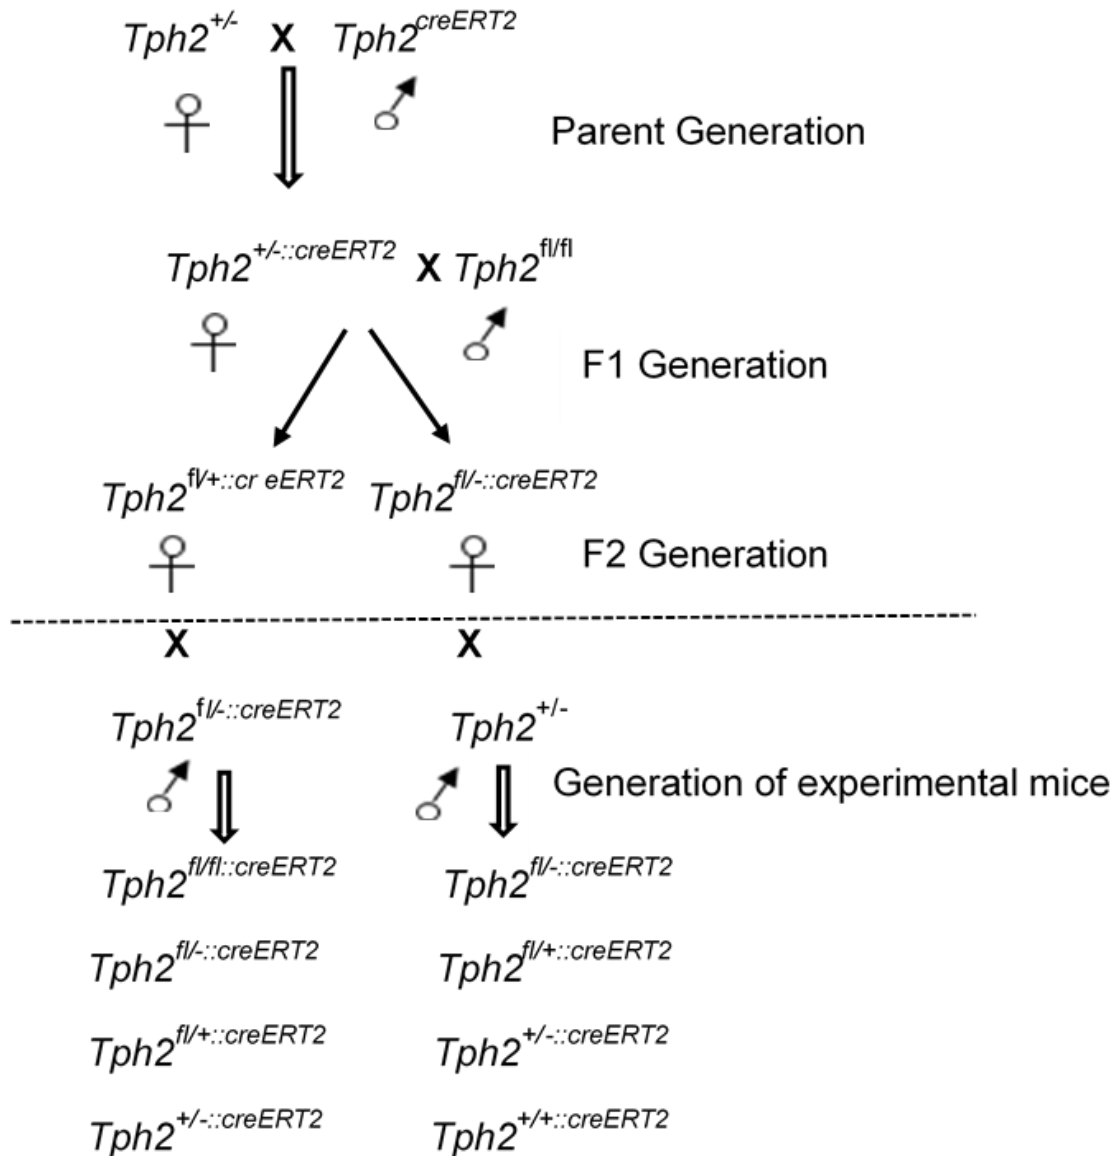 Tph2+/- X Tph2creERT2
Parent Generation
Tph2+/-::creERT2 X Tph2fl/fl
F1 Generation
Tph2fl/+::cr eERT2 Tph2fl/-::creERT2
F2 Generation
X X
Tph2fl/-::creERT2 Tph2+/-
Generation of experimental mice
Tph2fl/fl::creERT2 Tph2fl/-::creERT2
Tph2fl/-::creERT2 Tph2fl/+::creERT2
Tph2fl/+::creERT2 Tph2+/-::creERT2
Tph2+/-::creERT2 Tph2+/+::creERT2